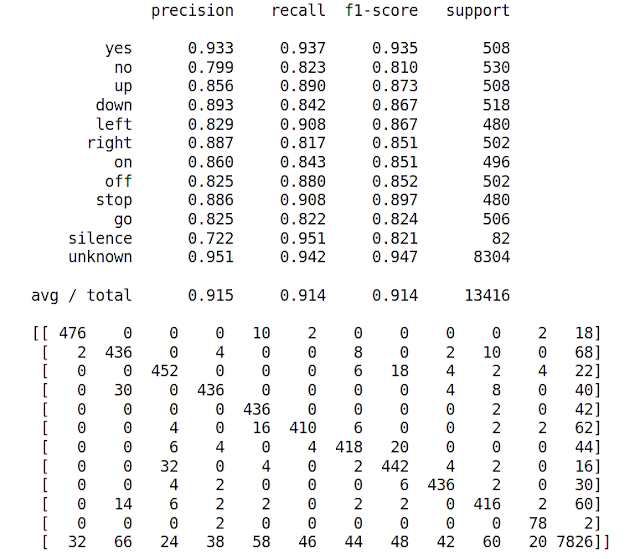 precision recall f1-score support
yes 0.933 0.937 0.935 508
no 0.799 0.823 0.810 530
up 0.856 0.890 0.873 508
down 0.893 0.842 0.867 518
left 0.829 0.908 0.867 480
right 0.887 0.817 0.851 502
on 0.860 0.843 0.851 496
off 0.825 0.880 0.852 502
stop 0.886 0.908 0.897 480
go 0.825 0.822 0.824 506
silence 0.722 0.951 0.821 82
unknown 0.951 0.942 0.947 8304
avg / total 0.915 0.914 0.914 13416
[[ 476 0 0 0 10 2 0 0 0 0 2 18]
[ 2 436 0 4 0 0 8 0 2 10 0 68]
[ 0 0 452 0 0 0 6 18 4 2 4 22]
[ 0 30 0 436 0 0 0 0 4 8 0 40]
[ 0 0 0 0 436 0 0 0 0 2 0 42]
[ 0 0 4 0 16 410 6 0 0 2 2 62]
[ 0 0 6 4 0 4 418 20 0 0 0 44]
[ 0 0 32 0 4 0 2 442 4 2 0 16]
[ 0 0 4 2 0 0 0 6 436 2 0 30]
[ 0 14 6 2 2 0 2 2 0 416 2 60]
[ 0 0 0 2 0 0 0 0 0 0 78 2]
[ 32 66 24 38 58 46 44 48 42 60 20 7826]]